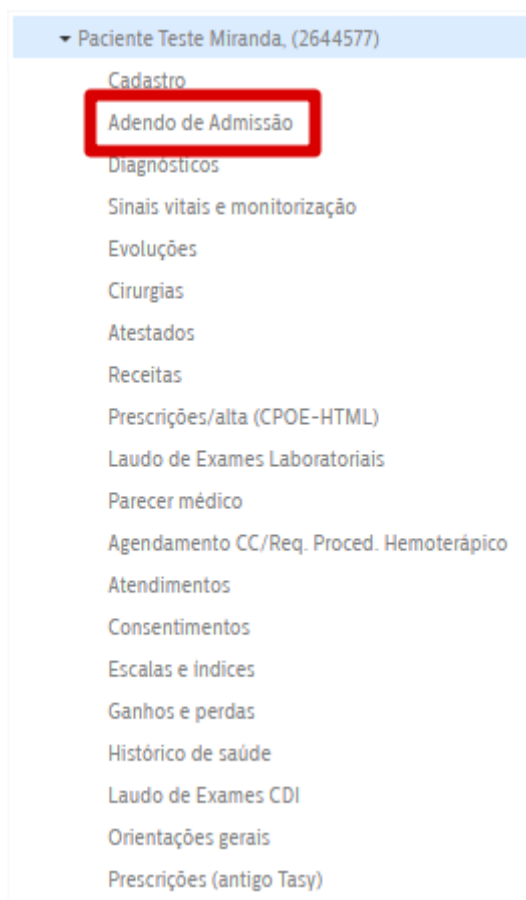 Paciente Teste Miranda, (2644577)
Cadastro
Adendo de Admissão
Diagnósticos
Sinais vitais e monitorização
Evoluções
Cirurgias
Atestados
Receitas
Prescrições/alta (CPOE-HTML)
Laudo de Exames Laboratoriais
Parecer médico
Agendamento CC/Req. Proced. Hemoterápico
Atendimentos
Consentimentos
Escalas e índices
Ganhos e perdas
Histórico de saúde
Laudo de Exames CDI
Orientações gerais
Prescrições (antigo Tasy)